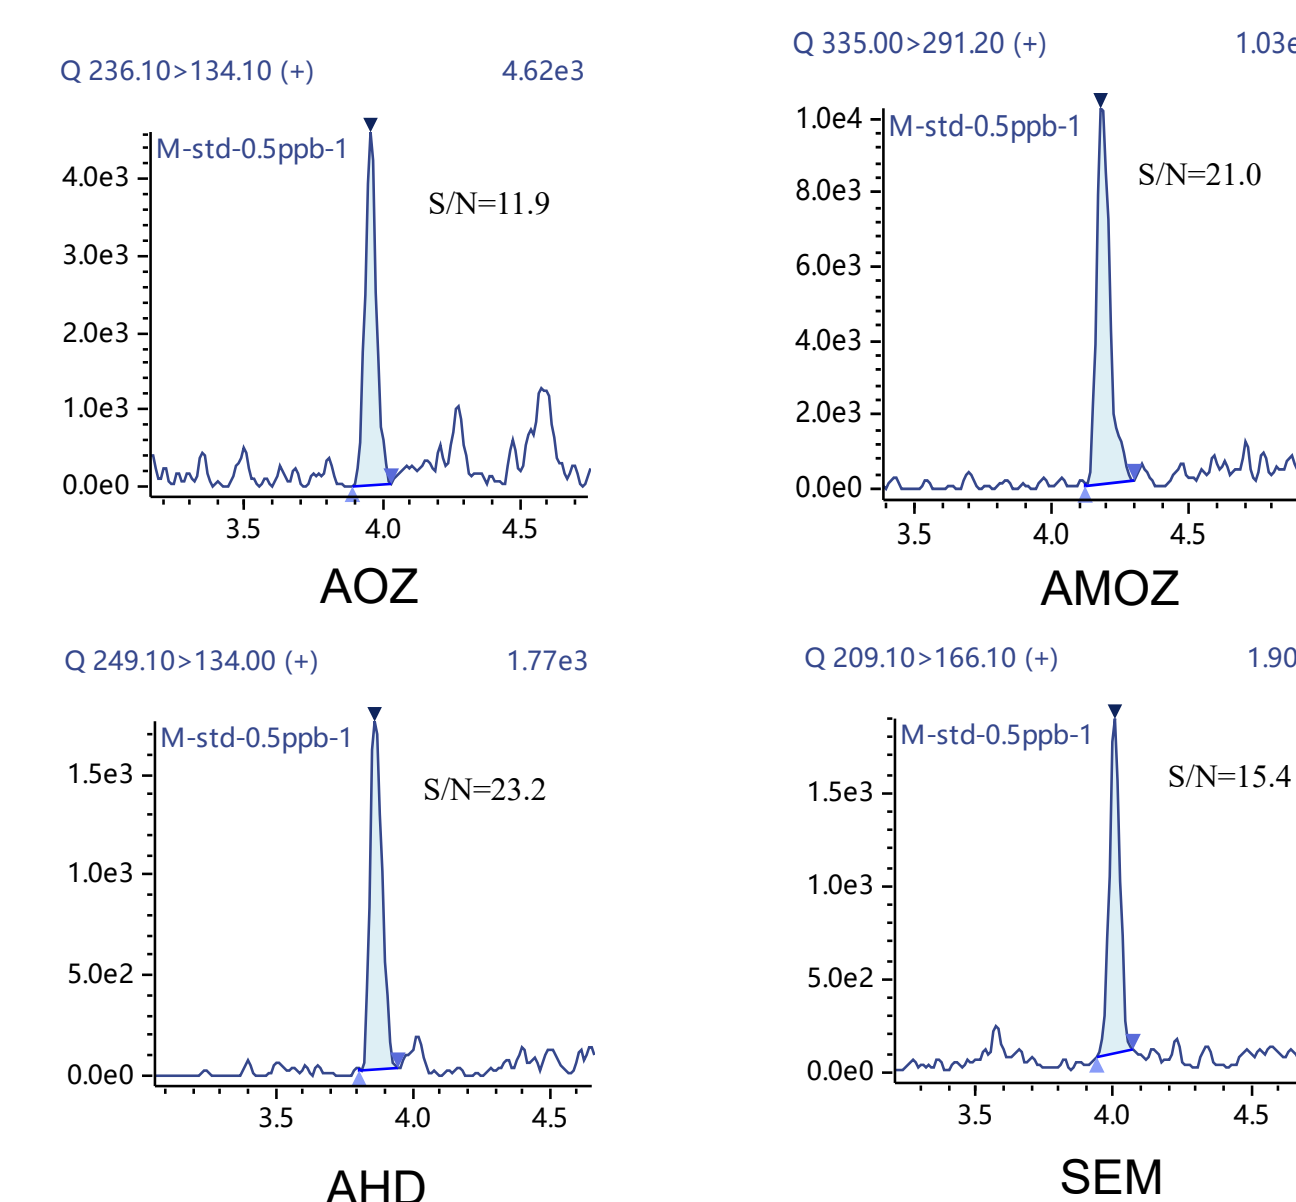 Q 236.10>134.10 (+) 4.62e3
M-std-0.5ppb-1
S/N=11.9
4.0e3
3.0e3
2.0e3
1.0e3
0.0e0
3.5 4.0 4.5
AOZ
Q 335.00>291.20 (+) 1.03e
M-std-0.5ppb-1
S/N=21.0
1.0e4
8.0e3
6.0e3
4.0e3
2.0e3
0.0e0
3.5 4.0 4.5
AMOZ
Q 249.10>134.00 (+) 1.77e3
M-std-0.5ppb-1
S/N=23.2
1.5e3
1.0e3
5.0e2
0.0e0
3.5 4.0 4.5
AHD
Q 209.10>166.10 (+) 1.90
M-std-0.5ppb-1
S/N=15.4
1.5e3
1.0e3
5.0e2
0.0e0
3.5 4.0 4.5
SEM